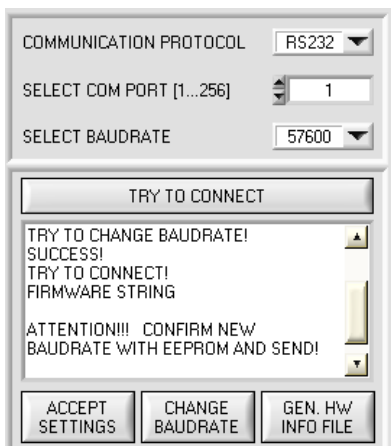 COMMUNICATION PROTOCOL RS232
SELECT COM PORT [1...256] 1
SELECT BAUDRATE 57600
TRY TO CONNECT
TRY TO CHANGE BAUDRATE!
SUCCESS!
TRY TO CONNECT!
FIRMWARE STRING
ATTENTION!!! CONFIRM NEW
BAUDRATE WITH EEPROM AND SEND!
ACCEPT
SETTINGS
CHANGE
BAUDRATE
GEN. HW
INFO FILE